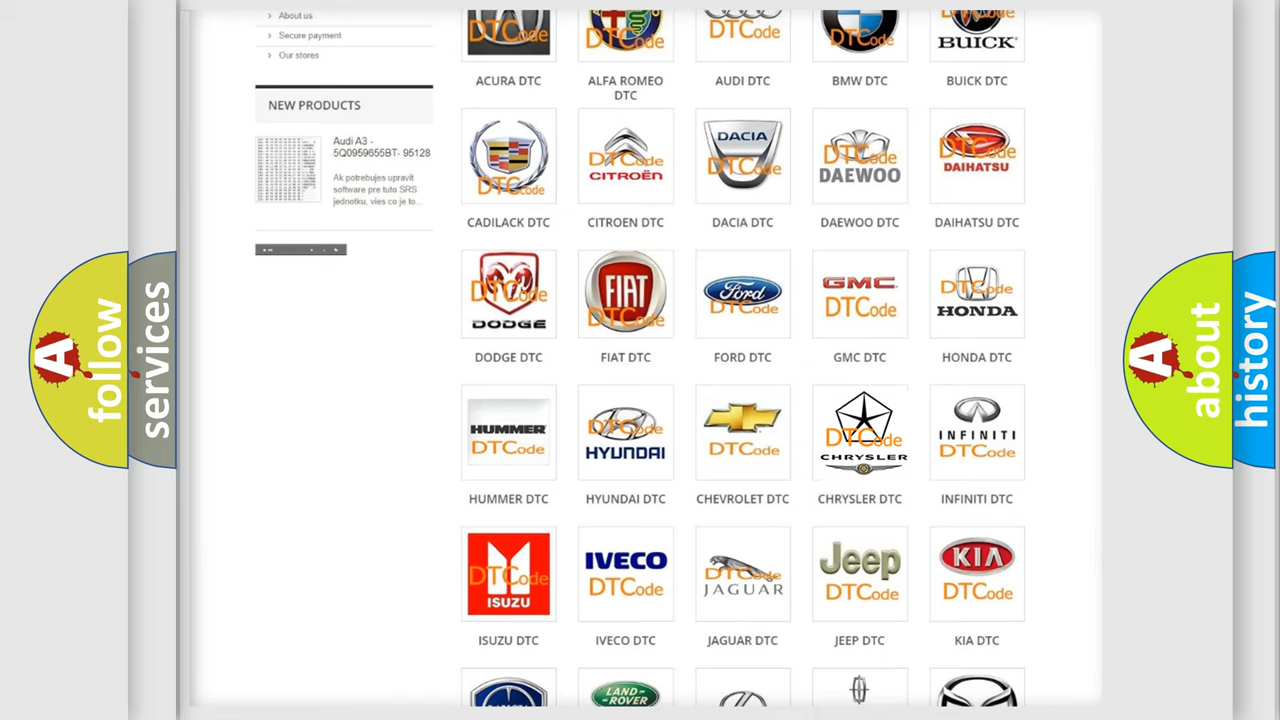 About us
Secure payment
Our stores
NEW PRODUCTS
Audi A3 -
5Q0959655BT- 95128
Ak potrebujes upravit
software pre tuto SRS
jednotku, vies co je to...
DTCode
DTCode
DTCode
DTCode
BUICK
ACURA DTC
ALFA ROMEO
DTC
AUDI DTC
BMW DTC
BUICK DTC
DTCode
DTCode
CITROËN
DACIA
DTCode
DTCode
DAEWOO
DTCode
DAIHATSU
CADILACK DTC
CITROEN DTC
DACIA DTC
DAEWOO DTC
DAIHATSU DTC
DTCode
DODGE
FIAT
DTCode
Ford
DTCode
GMC
DTCode
DTCode
HONDA
DODGE DTC
FIAT DTC
FORD DTC
GMC DTC
HONDA DTC
HUMMER
DTCode
DTCode
HYUNDAI
DTCode
DTCode
CHRYSLER
INFINITI
DTCode
HUMMER DTC
HYUNDAI DTC
CHEVROLET DTC
CHRYSLER DTC
INFINITI DTC
DTCode
ISUZU
IVECO
DTCode
DTCode
JAGUAR
Jeep
DTCode
KIA
DTCode
ISUZU DTC
IVECO DTC
JAGUAR DTC
JEEP DTC
KIA DTC
LAND-
ROVER
A
follow
services
A
about
history